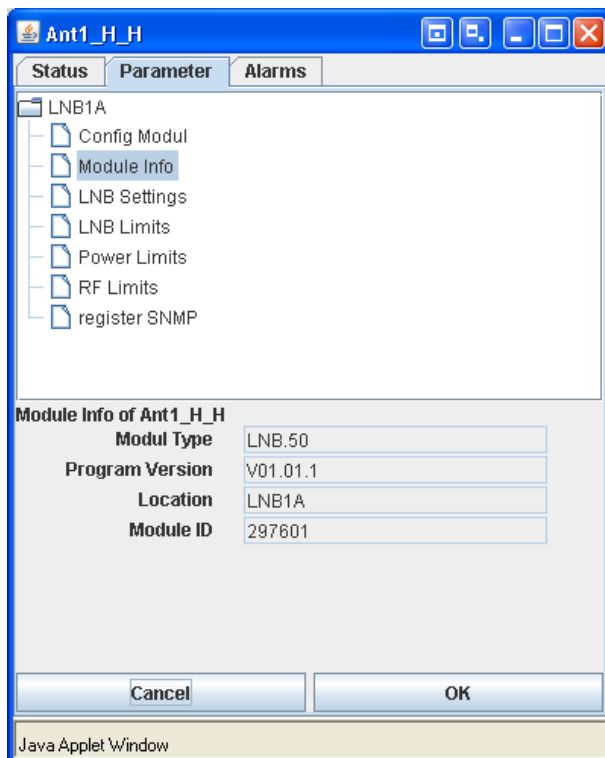 Ant1_H_H
Status Parameter Alarms
LNB1A
Config Modul
Module Info
LNB Settings
LNB Limits
Power Limits
RF Limits
register SNMP
Module Info of Ant1_H_H
Modul Type LNB.50
Program Version V01.01.1
Location LNB1A
Module ID 297601
Cancel OK
Java Applet Window